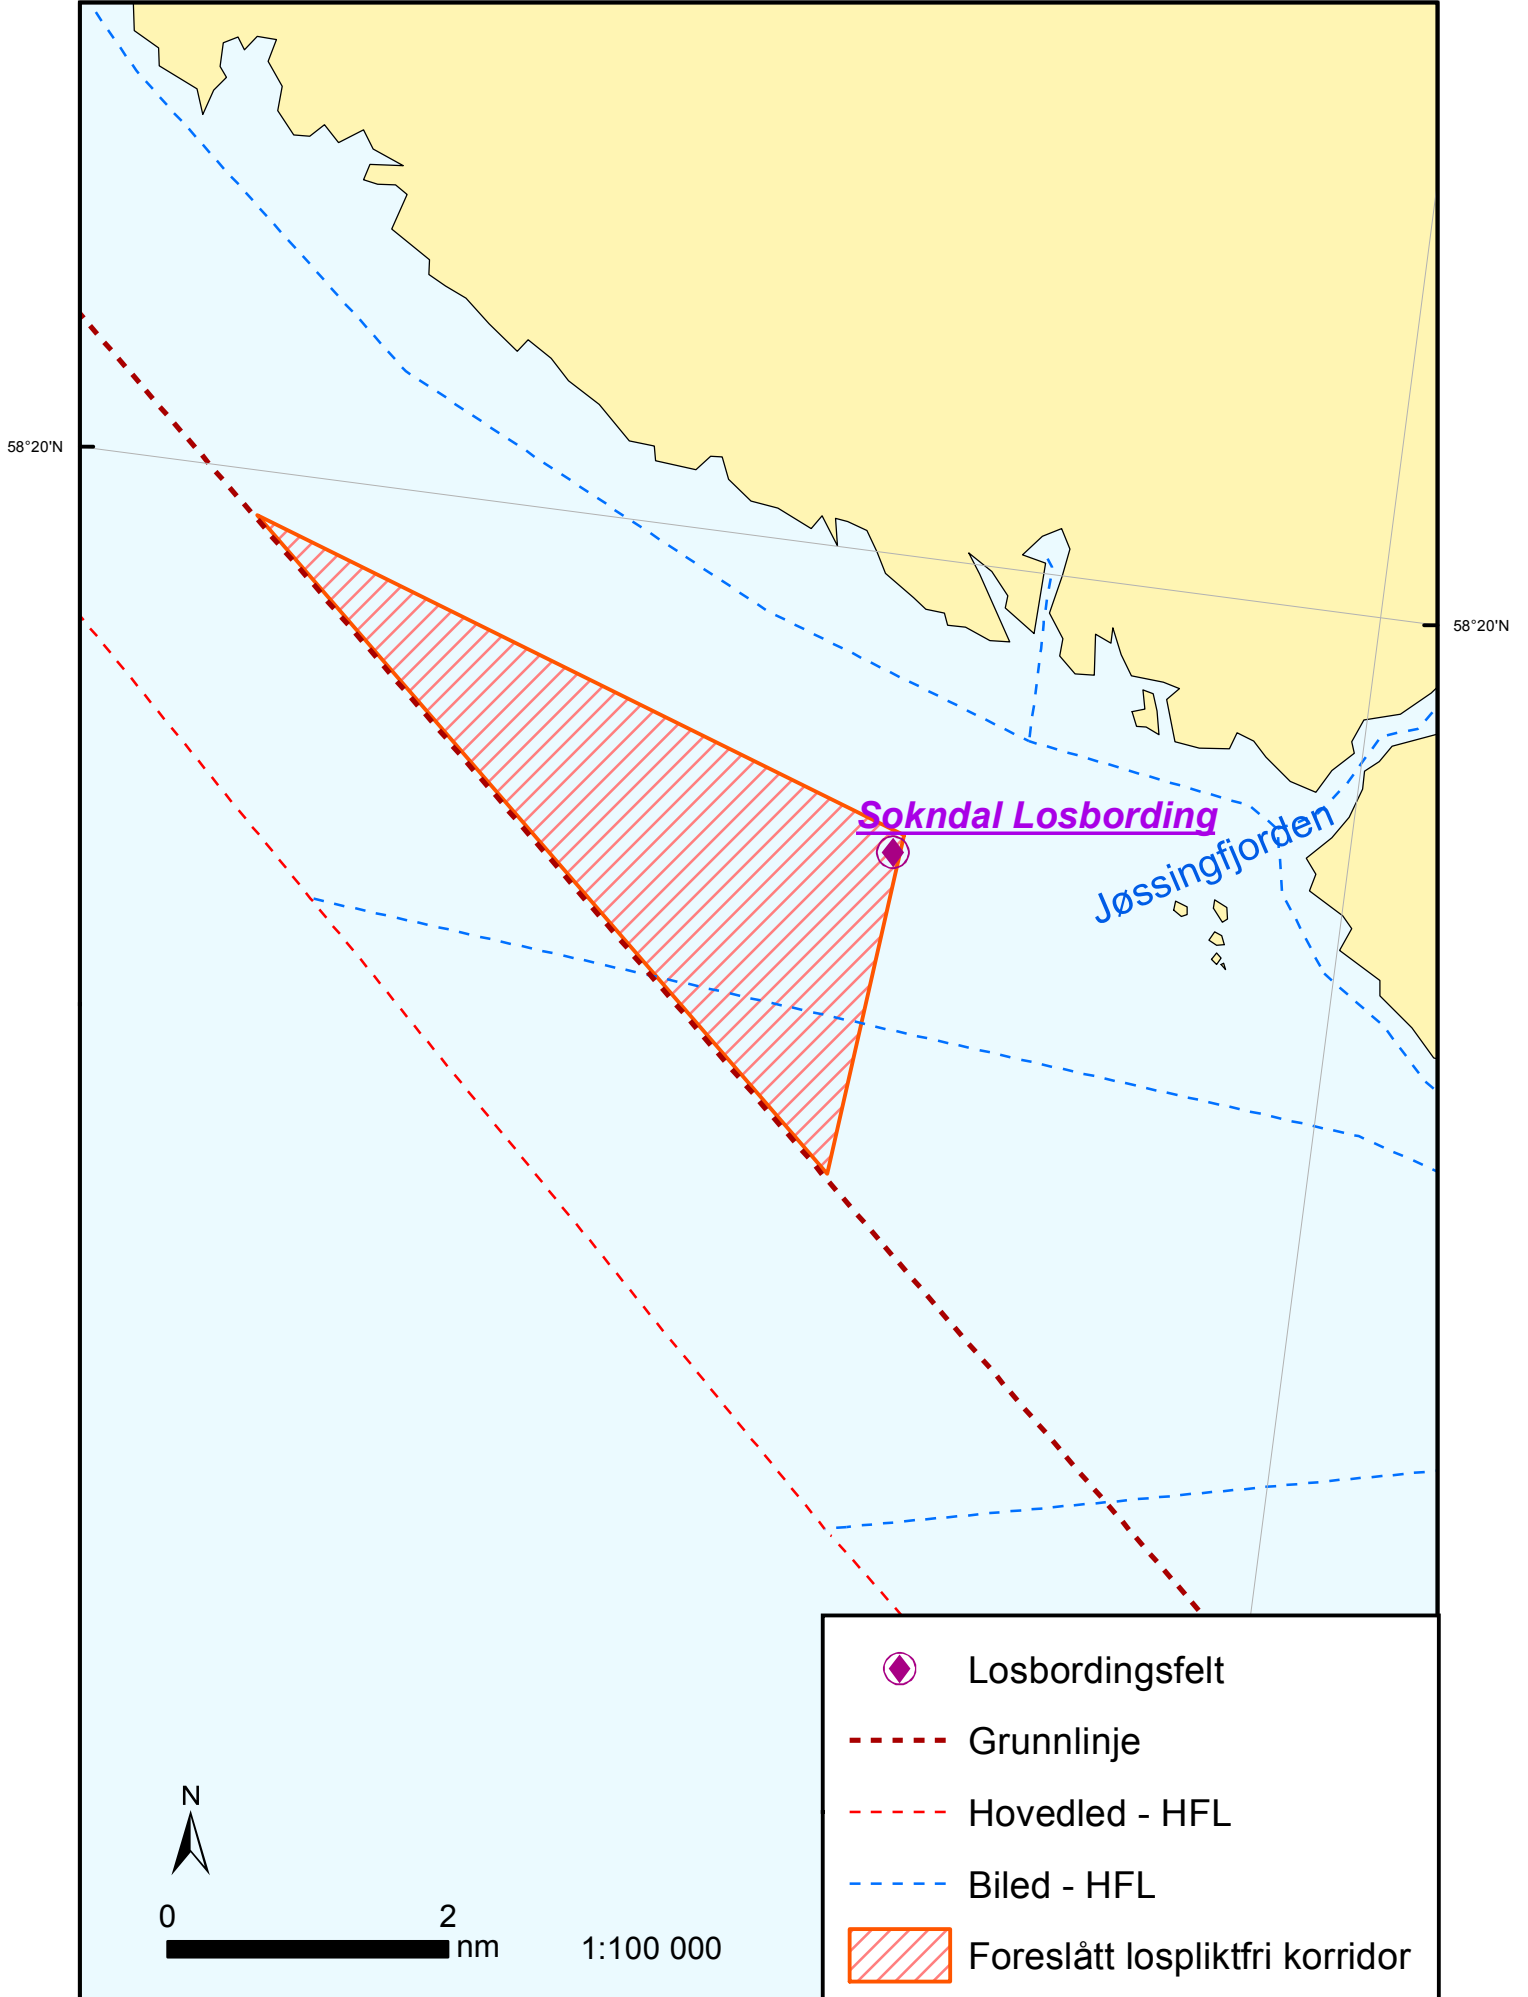 58°20'N
58°20'N
Sokndal Losbording
Jøssingfjorden
Losbordingsfelt
Grunnlinje
Hovedled - HFL
Biled - HFL
Foreslått lospliktfri korridor
N
0 2
nm 1:100 000